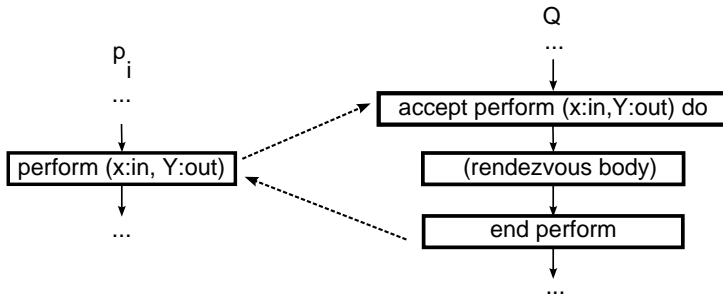 p
i
...
perform (x:in, Y:out)
...
Q
...
accept perform (x:in,Y:out) do
(rendezvous body)
end perform
...